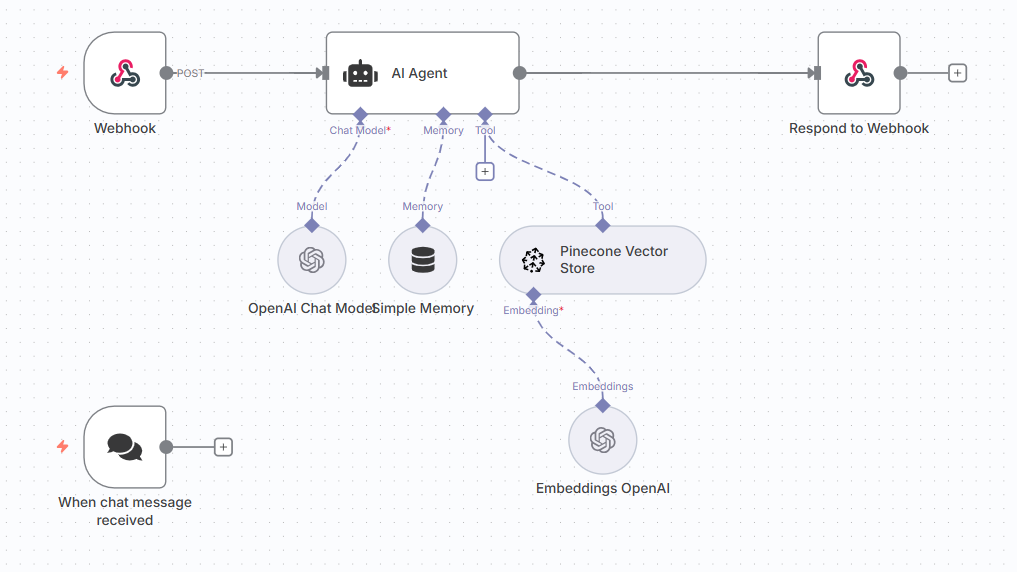 POST
AI Agent
Webhook
Respond to Webhook
Chat Model*
Memory
Tool
Model
Memory
Tool
Pinecone Vector
Store
OpenAI Chat Model
Simple Memory
Embedding*
Embeddings
Embeddings OpenAI
When chat message
received